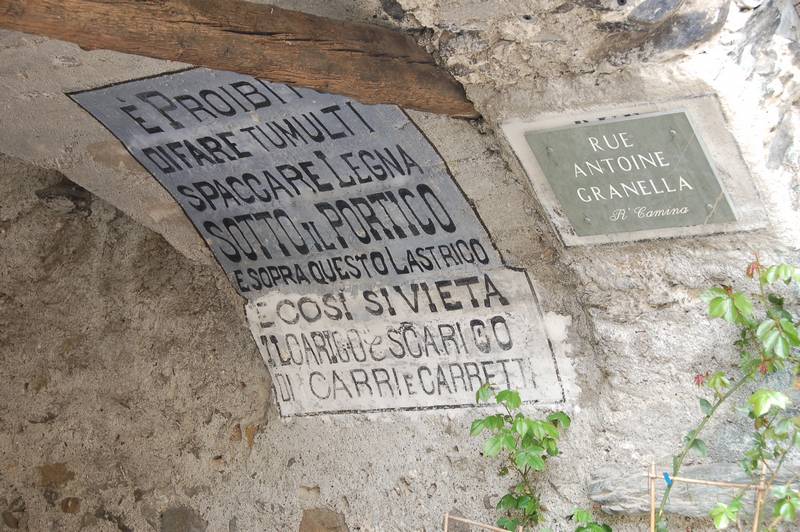 È PROIBIT
DI FARE TUMULTI
SPACCARE LEGNA
SOTTO IL PORTICO
E SOPRA QUESTO LASTRICO
E COSI SI VIETA
IL CARICO E SCARICO
DI CARRI E CARRETTI
RUE
ANTOINE
GRANELLA
R' Camina